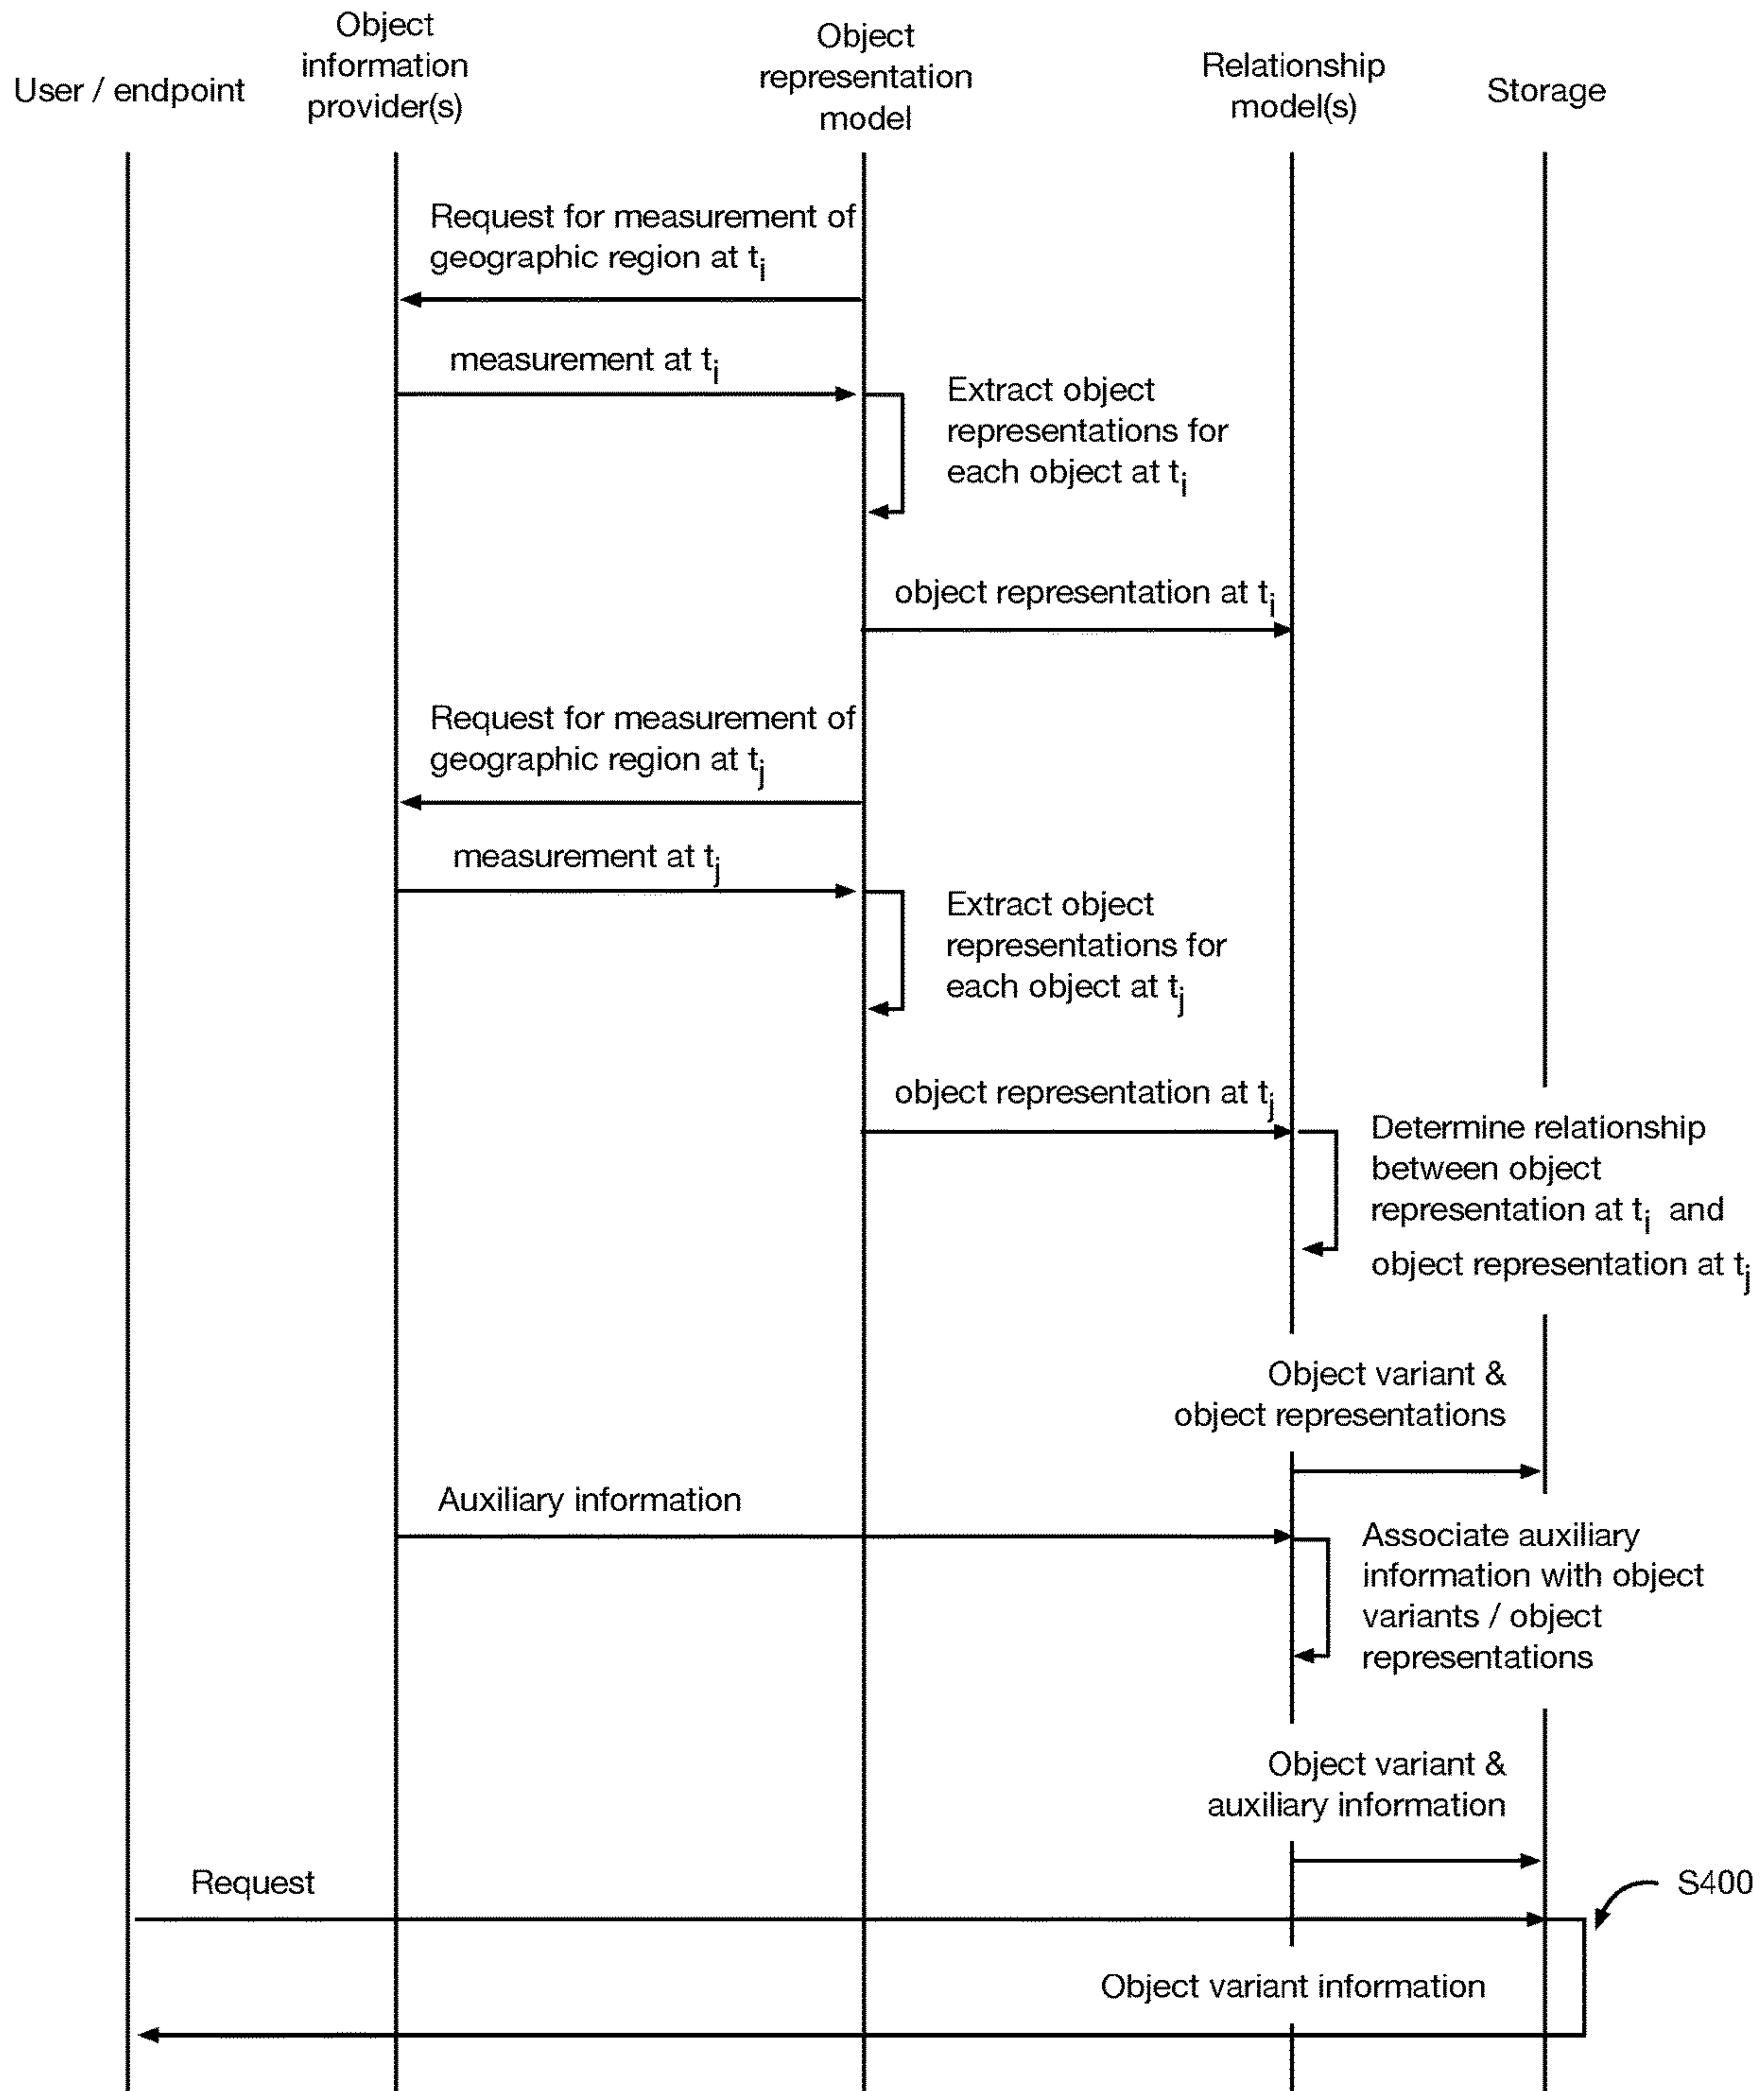 User / endpoint
Object
information
provider(s)
Object
representation
model
Relationship
model(s)
Storage
Request for measurement of
geographic region at ti
measurement at ti
Extract object
representations for
each object at ti
object representation at ti
Request for measurement of
geographic region at tj
measurement at tj
Extract object
representations for
each object at tj
object representation at tj
Determine relationship
between object
representation at ti and
object representation at tj
Object variant &
object representations
Auxiliary information
Associate auxiliary
information with object
variants / object
representations
Object variant &
auxiliary information
Request
S400
Object variant information